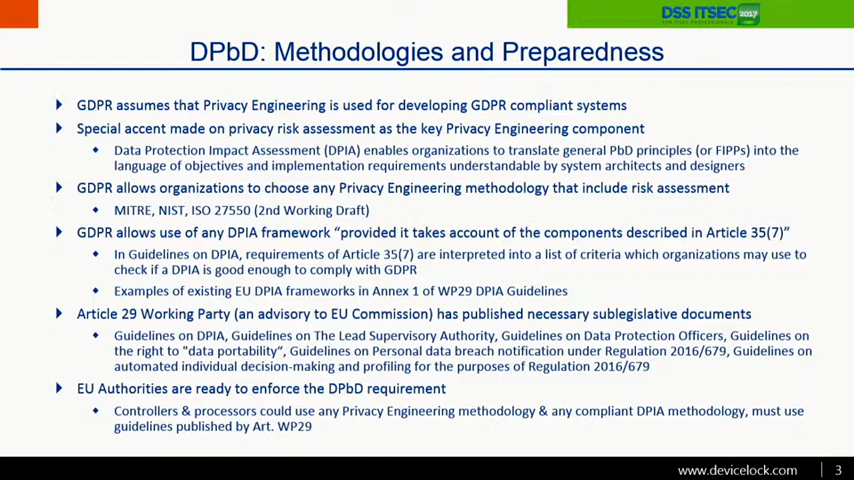 DSS ITSEC 2017
FOR ITSEC PROFESSIONALS
DPbD: Methodologies and Preparedness
GDPR assumes that Privacy Engineering is used for developing GDPR compliant systems
Special accent made on privacy risk assessment as the key Privacy Engineering component
Data Protection Impact Assessment (DPIA) enables organizations to translate general PbD principles (or FIPPs) into the
language of objectives and implementation requirements understandable by system architects and designers
GDPR allows organizations to choose any Privacy Engineering methodology that include risk assessment
MITRE, NIST, ISO 27550 (2nd Working Draft)
GDPR allows use of any DPIA framework “provided it takes account of the components described in Article 35(7)”
In Guidelines on DPIA, requirements of Article 35(7) are interpreted into a list of criteria which organizations may use to
check if a DPIA is good enough to comply with GDPR
Examples of existing EU DPIA frameworks in Annex 1 of WP29 DPIA Guidelines
Article 29 Working Party (an advisory to EU Commission) has published necessary sublegislative documents
Guidelines on DPIA, Guidelines on The Lead Supervisory Authority, Guidelines on Data Protection Officers, Guidelines on
the right to "data portability“, Guidelines on Personal data breach notification under Regulation 2016/679, Guidelines on
automated individual decision-making and profiling for the purposes of Regulation 2016/679
EU Authorities are ready to enforce the DPbD requirement
Controllers & processors could use any Privacy Engineering methodology & any compliant DPIA methodology, must use
guidelines published by Art. WP29
www.devicelock.com
3